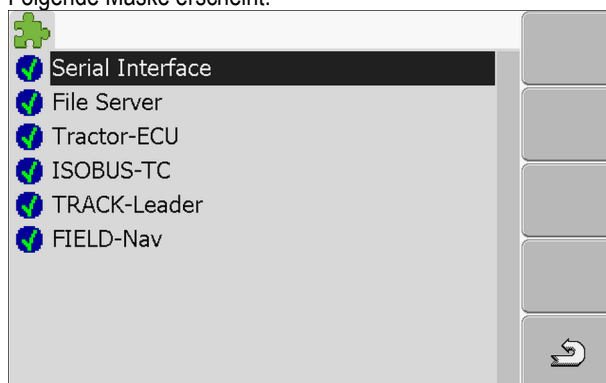 Folgende Maske erscheint:
Serial Interface
File Server
Tractor-ECU
ISOBUS-TC
TRACK-Leader
FIELD-Nav